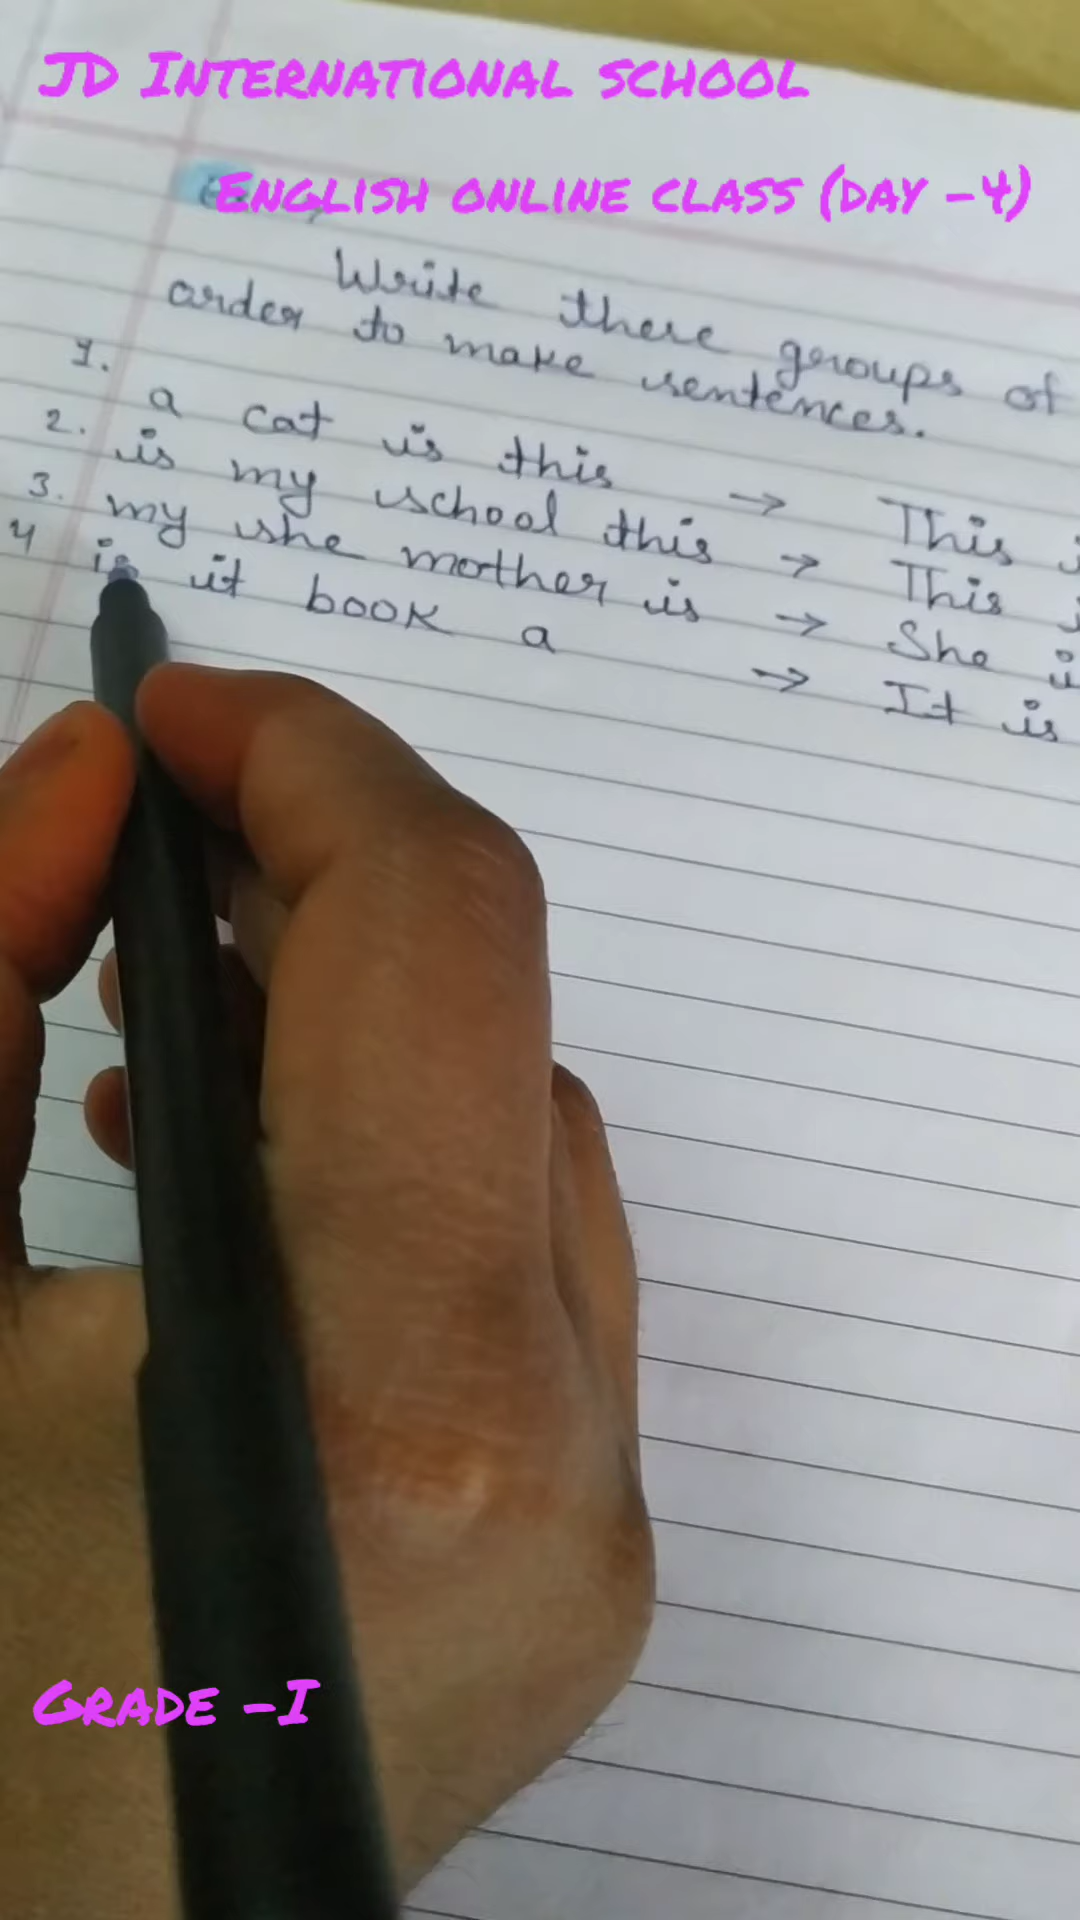 JD International school
English online class (day -4)
Write there groups of
order to make sentences.
1. a cat is this → This
2. is my school this → This
3. my she mother is → She
4 is it book a → It is
Grade -I